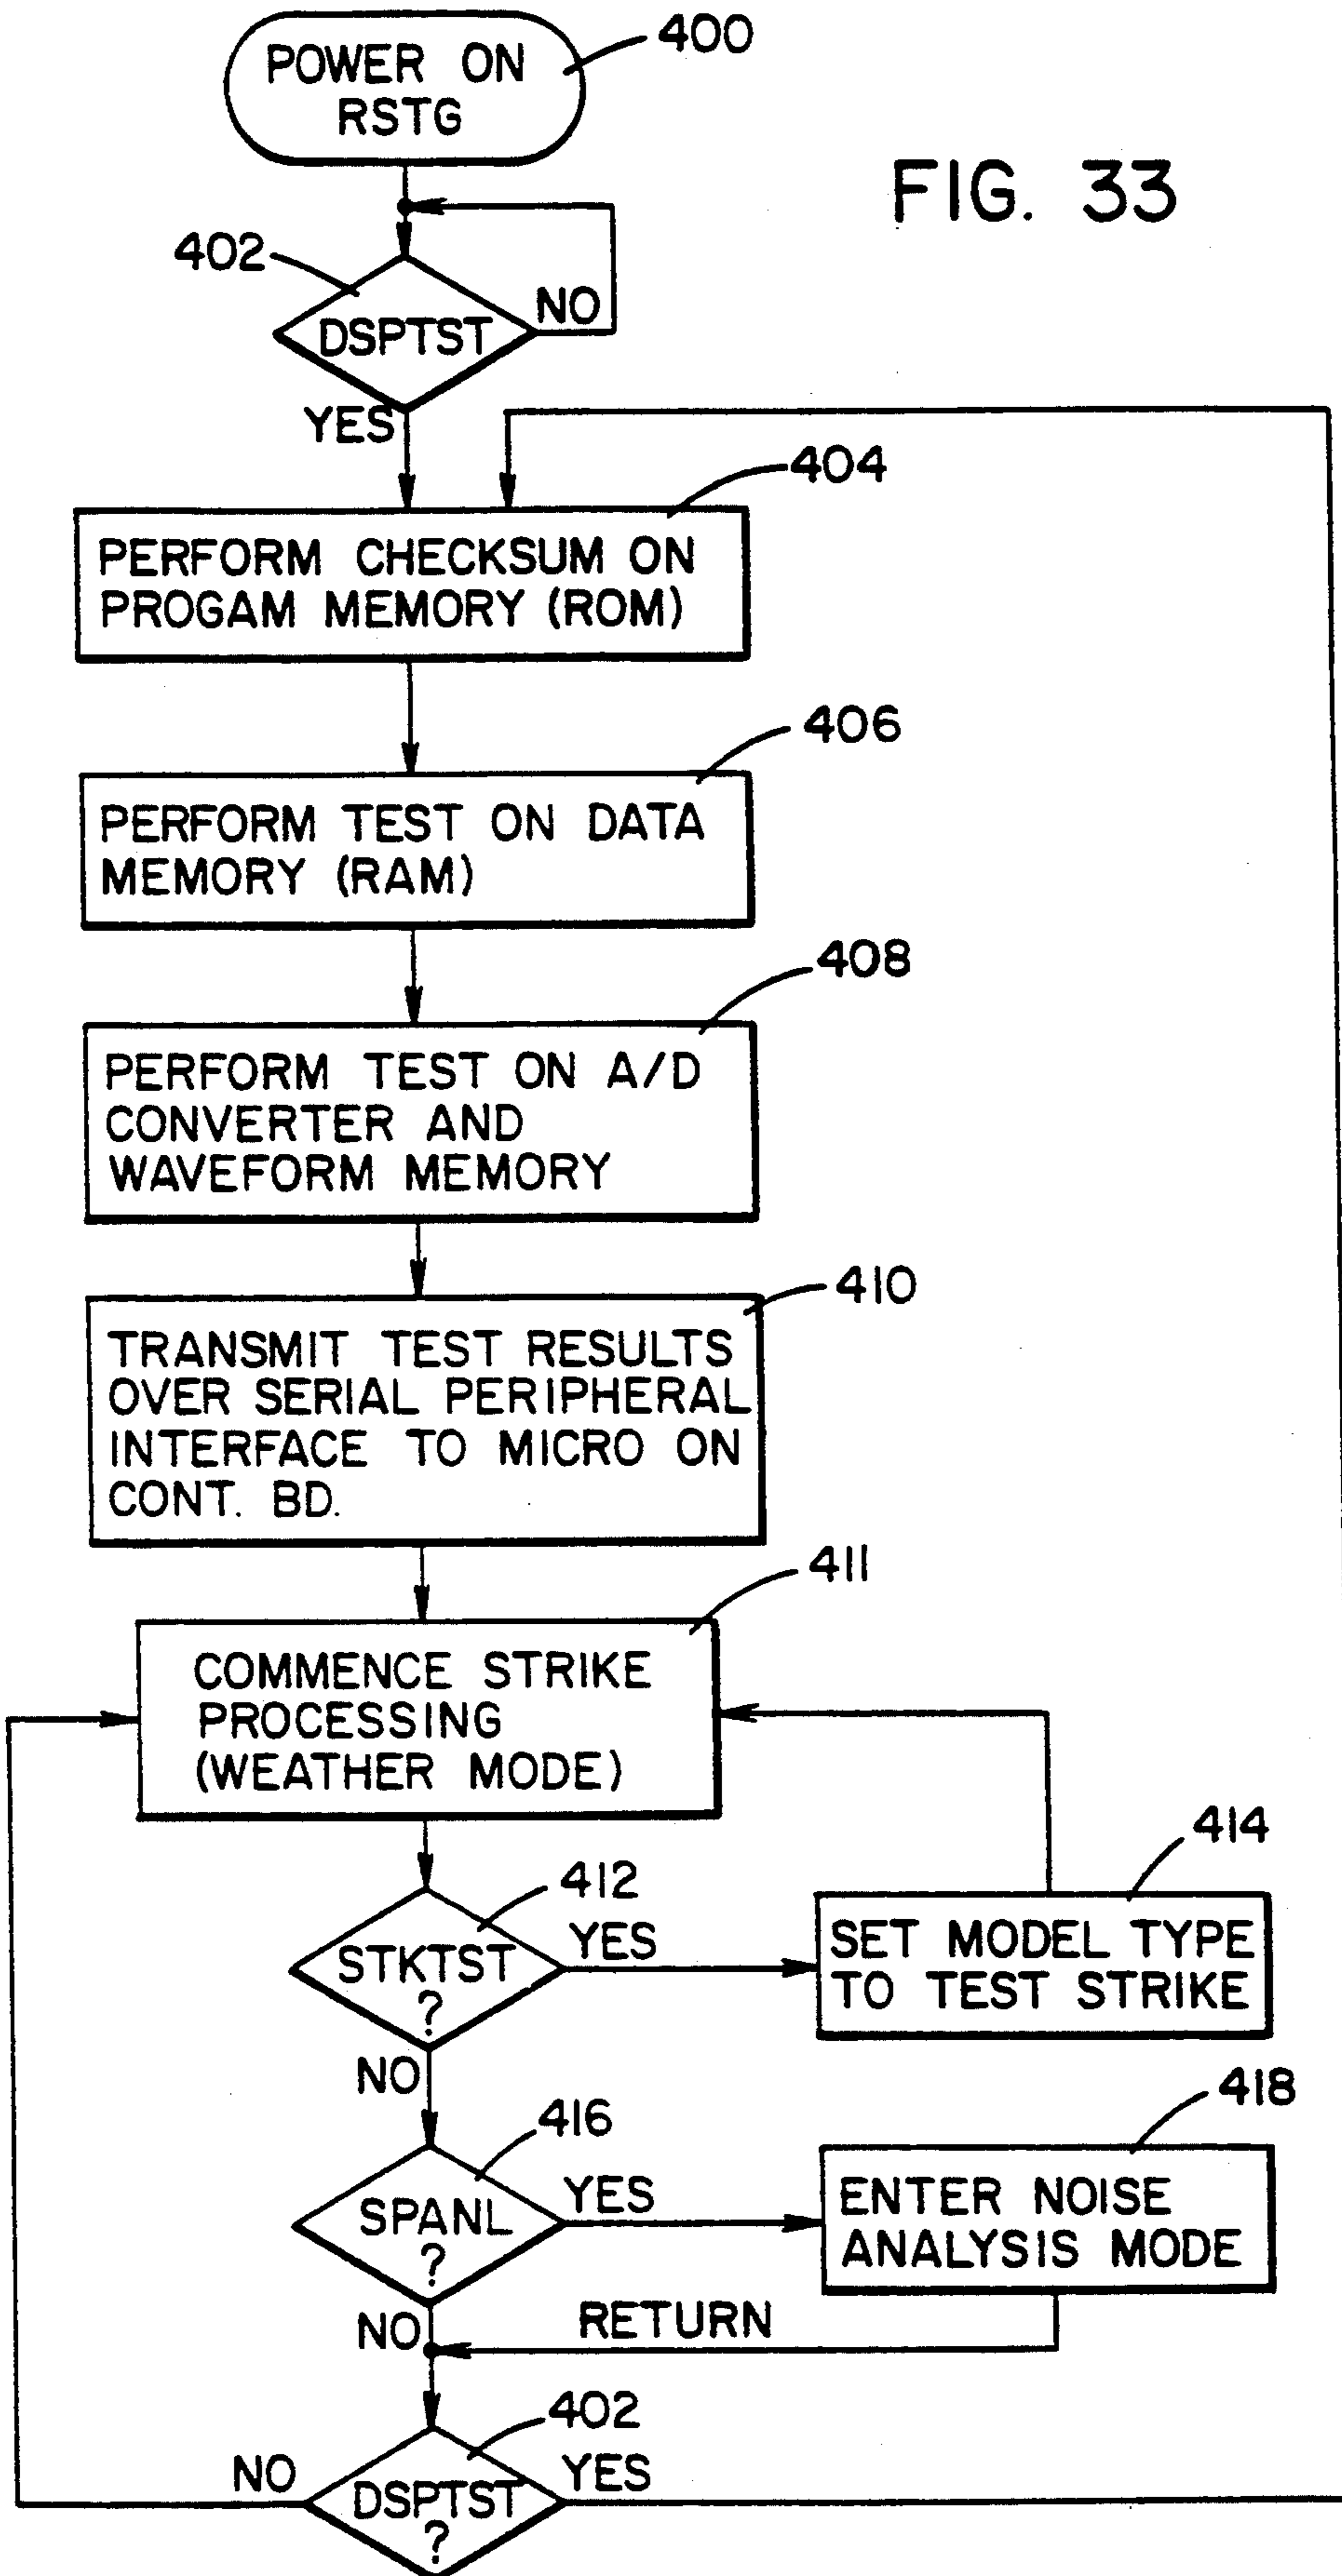 POWER ON
RSTG
400
FIG. 33
402
DSPTST
NO
YES
404
PERFORM CHECKSUM ON
PROGAM MEMORY (ROM)
406
PERFORM TEST ON DATA
MEMORY (RAM)
408
PERFORM TEST ON A/D
CONVERTER AND
WAVEFORM MEMORY
410
TRANSMIT TEST RESULTS
OVER SERIAL PERIPHERAL
INTERFACE TO MICRO ON
CONT. BD.
411
COMMENCE STRIKE
PROCESSING
(WEATHER MODE)
412
STKTST
?
YES
NO
414
SET MODEL TYPE
TO TEST STRIKE
416
SPANL
?
YES
NO
418
ENTER NOISE
ANALYSIS MODE
RETURN
402
DSPTST
?
NO
YES